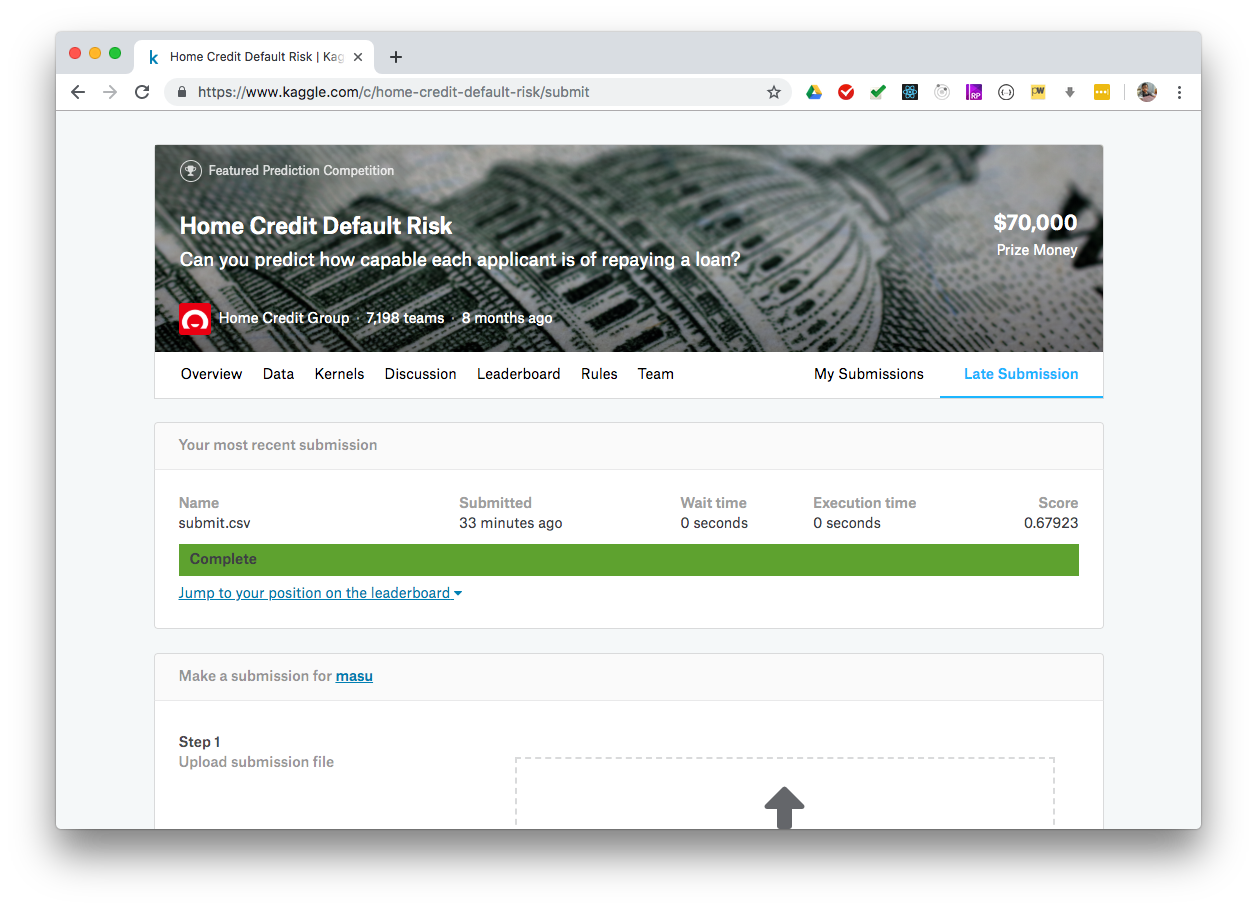 k Home Credit Default Risk | Kag
https://www.kaggle.com/c/home-credit-default-risk/submit
RP
PW
Featured Prediction Competition
Home Credit Default Risk
$70,000
Can you predict how capable each applicant is of repaying a loan?
Prize Money
Home Credit Group · 7,198 teams · 8 months ago
Overview Data Kernels Discussion Leaderboard Rules Team My Submissions Late Submission
Your most recent submission
Name Submitted Wait time Execution time Score
submit.csv 33 minutes ago 0 seconds 0 seconds 0.67923
Complete
Jump to your position on the leaderboard
Make a submission for masu
Step 1
Upload submission file